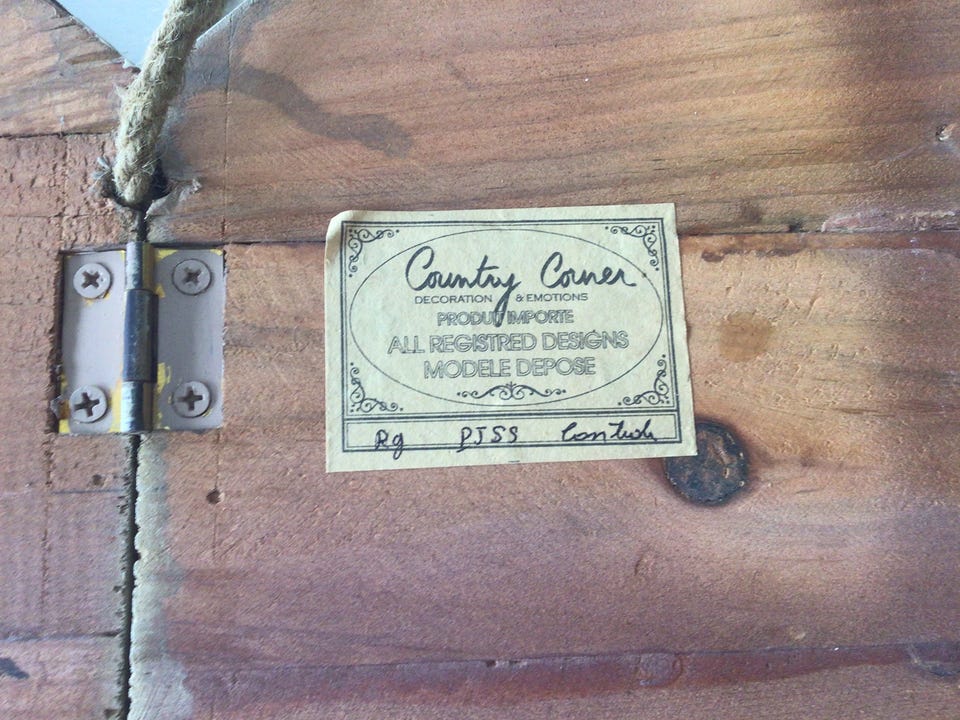 Country Corner
DECORATION & EMOTIONS
PRODUIT IMPORTE
ALL REGISTRED DESIGNS
MODELE DEPOSE
Rg PJSS